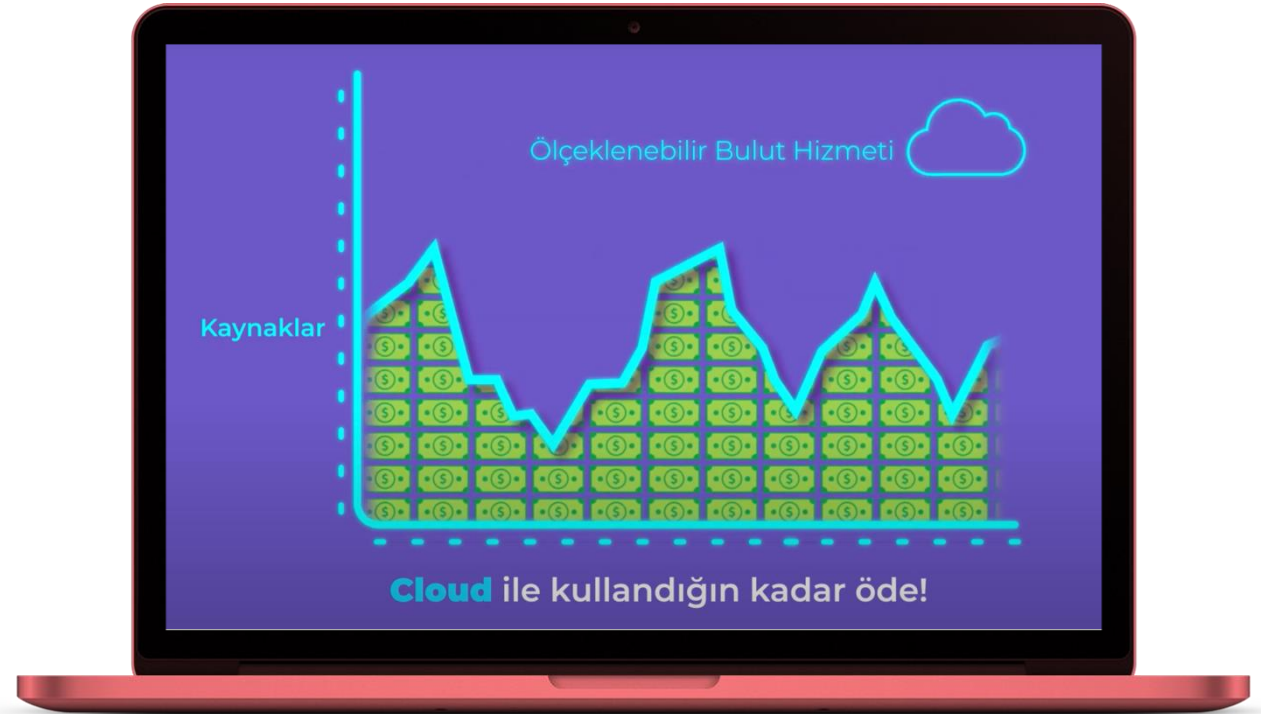 Ölçeklenebilir Bulut Hizmeti
Kaynaklar
Cloud ile kullandığın kadar öde!